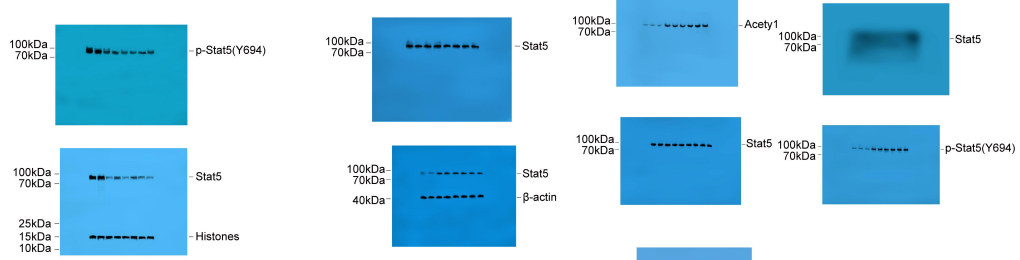 100kDa
70kDa
p-Stat5(Y694)
100kDa
70kDa
Stat5
100kDa
70kDa
Acety1
100kDa
70kDa
Stat5
100kDa
70kDa
Stat5
25kDa
15kDa
Histones
10kDa
100kDa
70kDa
Stat5
40kDa
β-actin
100kDa
70kDa
Stat5
100kDa
70kDa
p-Stat5(Y694)